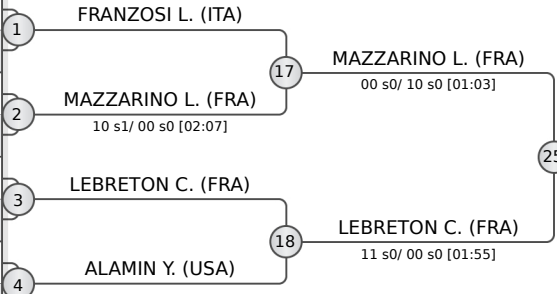 FRANZOSI L. (ITA)
1
17
MAZZARINO L. (FRA)
00 s0/ 10 s0 [01:03]
MAZZARINO L. (FRA)
2
10 s1/ 00 s0 [02:07]
25
LEBRETON C. (FRA)
3
18
LEBRETON C. (FRA)
11 s0/ 00 s0 [01:55]
ALAMIN Y. (USA)
4